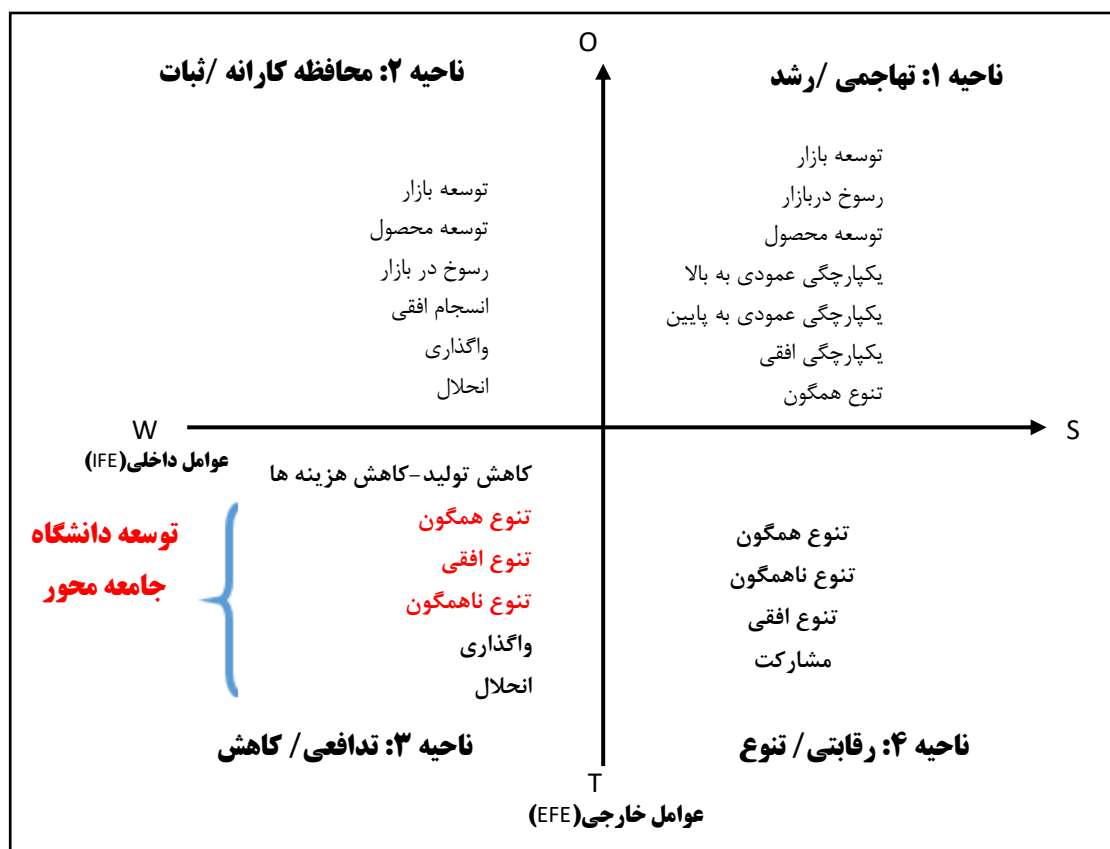 O
ناحیه ۱: تهاجمی /رشد
توسعه بازار
رسوخ دربازار
توسعه محصول
یکپارچگی عمودی به بالا
یکپارچگی عمودی به پایین
یکپارچگی افقی
تنوع همگون
ناحیه ۲: محافظه کارانه /ثبات
توسعه بازار
توسعه محصول
رسوخ در بازار
انسجام افقی
واگذاری
انحلال
S
W
عوامل داخلی(IFE)
کاهش تولید-کاهش هزینه ها
تنوع همگون
تنوع افقی
تنوع ناهمگون
واگذاری
انحلال
توسعه دانشگاه
جامعه محور
ناحیه ۳: تدافعی/ کاهش
تنوع همگون
تنوع ناهمگون
تنوع افقی
مشارکت
ناحیه ۴: رقابتی/ تنوع
T
عوامل خارجی(EFE)